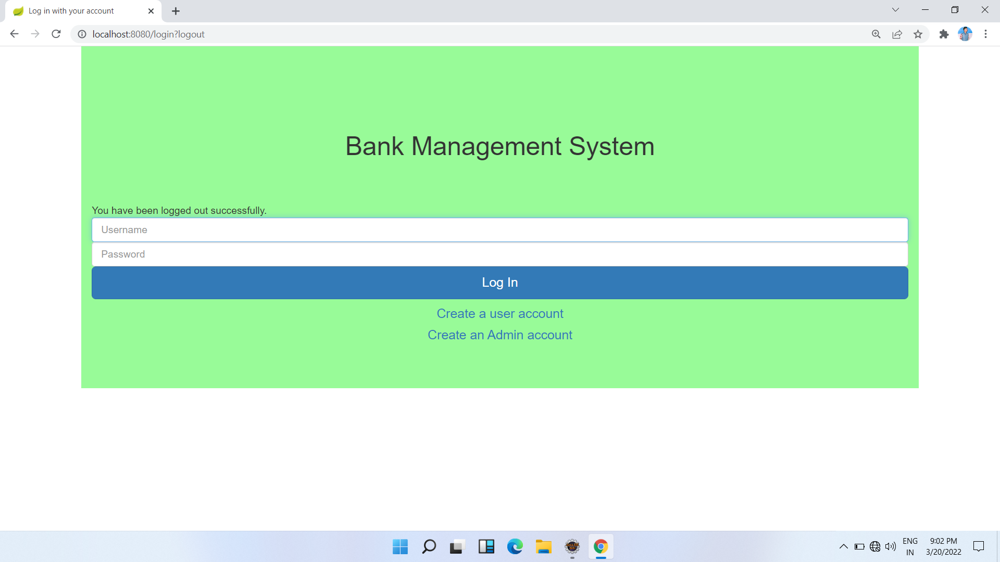 Log in with your account
localhost:8080/login?logout
Bank Management System
You have been logged out successfully.
Username
Password
Log In
Create a user account
Create an Admin account
ENG
IN
9:02 PM
3/20/2022